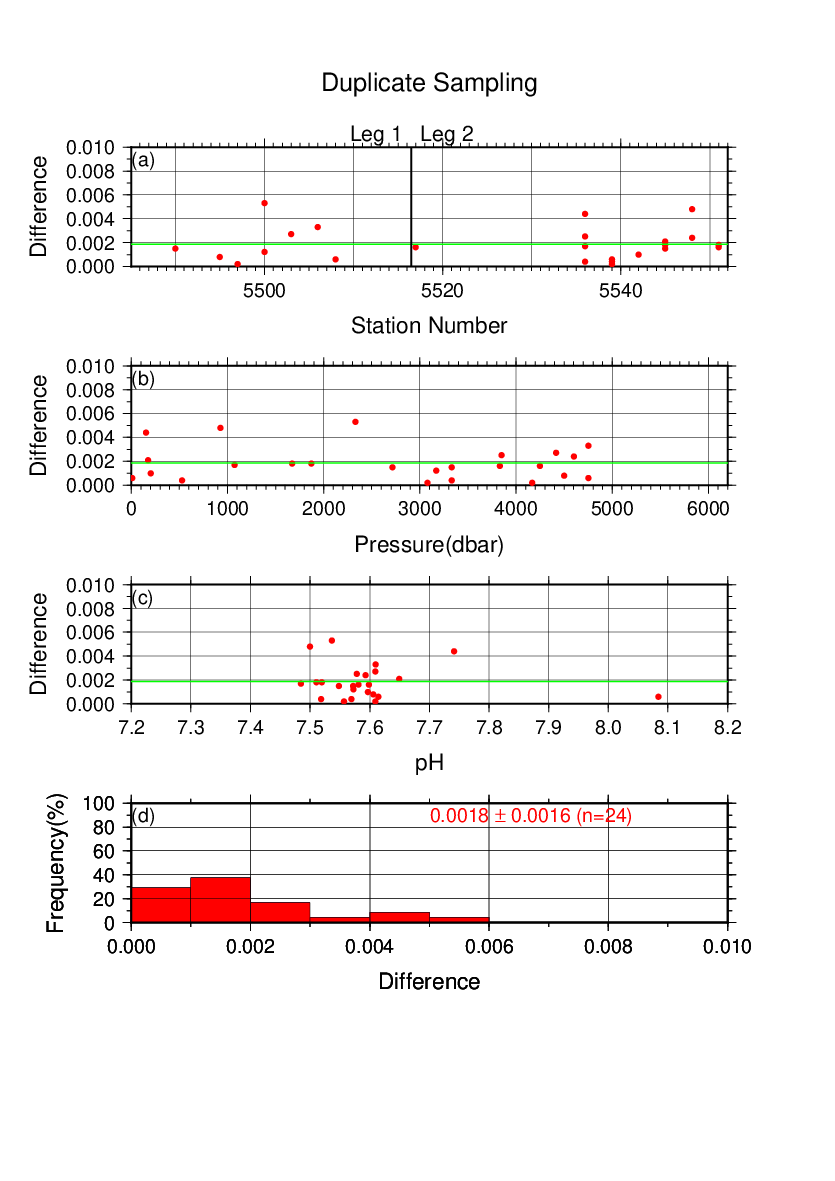 Duplicate Sampling
Leg 1 Leg 2
(a)
Difference
0.010
0.008
0.006
0.004
0.002
0.000
5500 5520 5540
Station Number
(b)
Difference
0.010
0.008
0.006
0.004
0.002
0.000
0 1000 2000 3000 4000 5000 6000
Pressure(dbar)
(c)
Difference
0.010
0.008
0.006
0.004
0.002
0.000
7.2 7.3 7.4 7.5 7.6 7.7 7.8 7.9 8.0 8.1 8.2
pH
(d)
0.0018 ± 0.0016 (n=24)
Frequency(%)
100
80
60
40
20
0
0.000 0.002 0.004 0.006 0.008 0.010
Difference